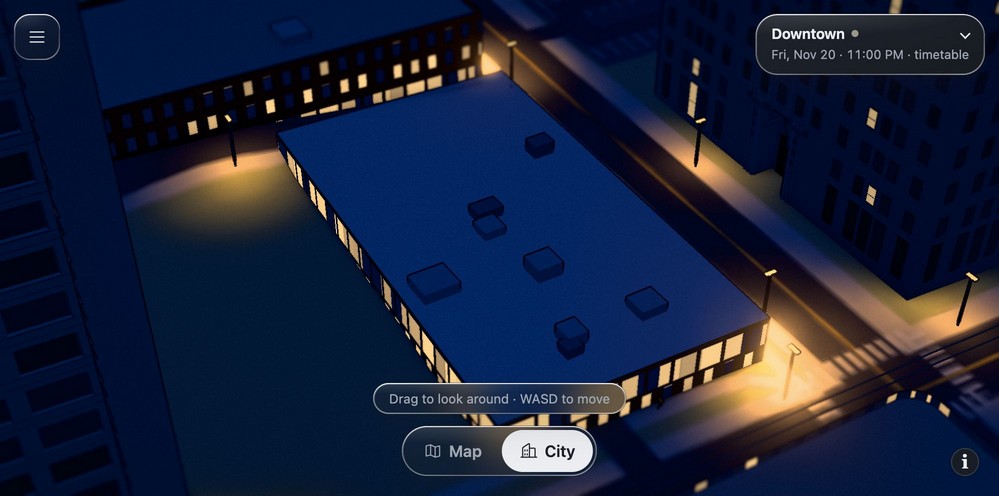 Downtown
Fri, Nov 20 · 11:00 PM · timetable
Drag to look around · WASD to move
Map
City
i